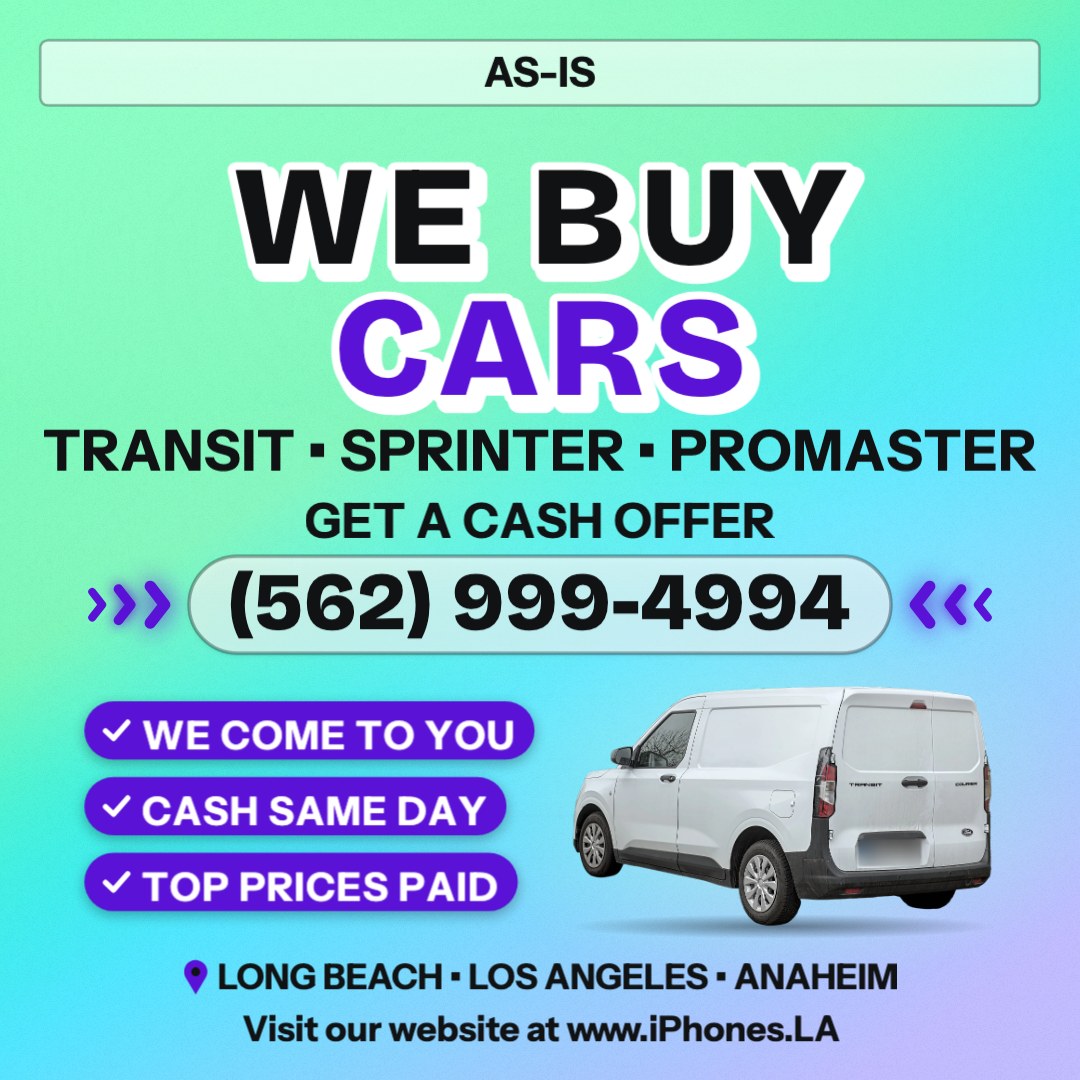 AS-IS
WE BUY
CARS
TRANSIT ▪ SPRINTER ▪ PROMASTER
GET A CASH OFFER
(562) 999-4994
WE COME TO YOU
CASH SAME DAY
TOP PRICES PAID
TRANSIT
LONG BEACH ▪ LOS ANGELES ▪ ANAHEIM
Visit our website at www.iPhones.LA